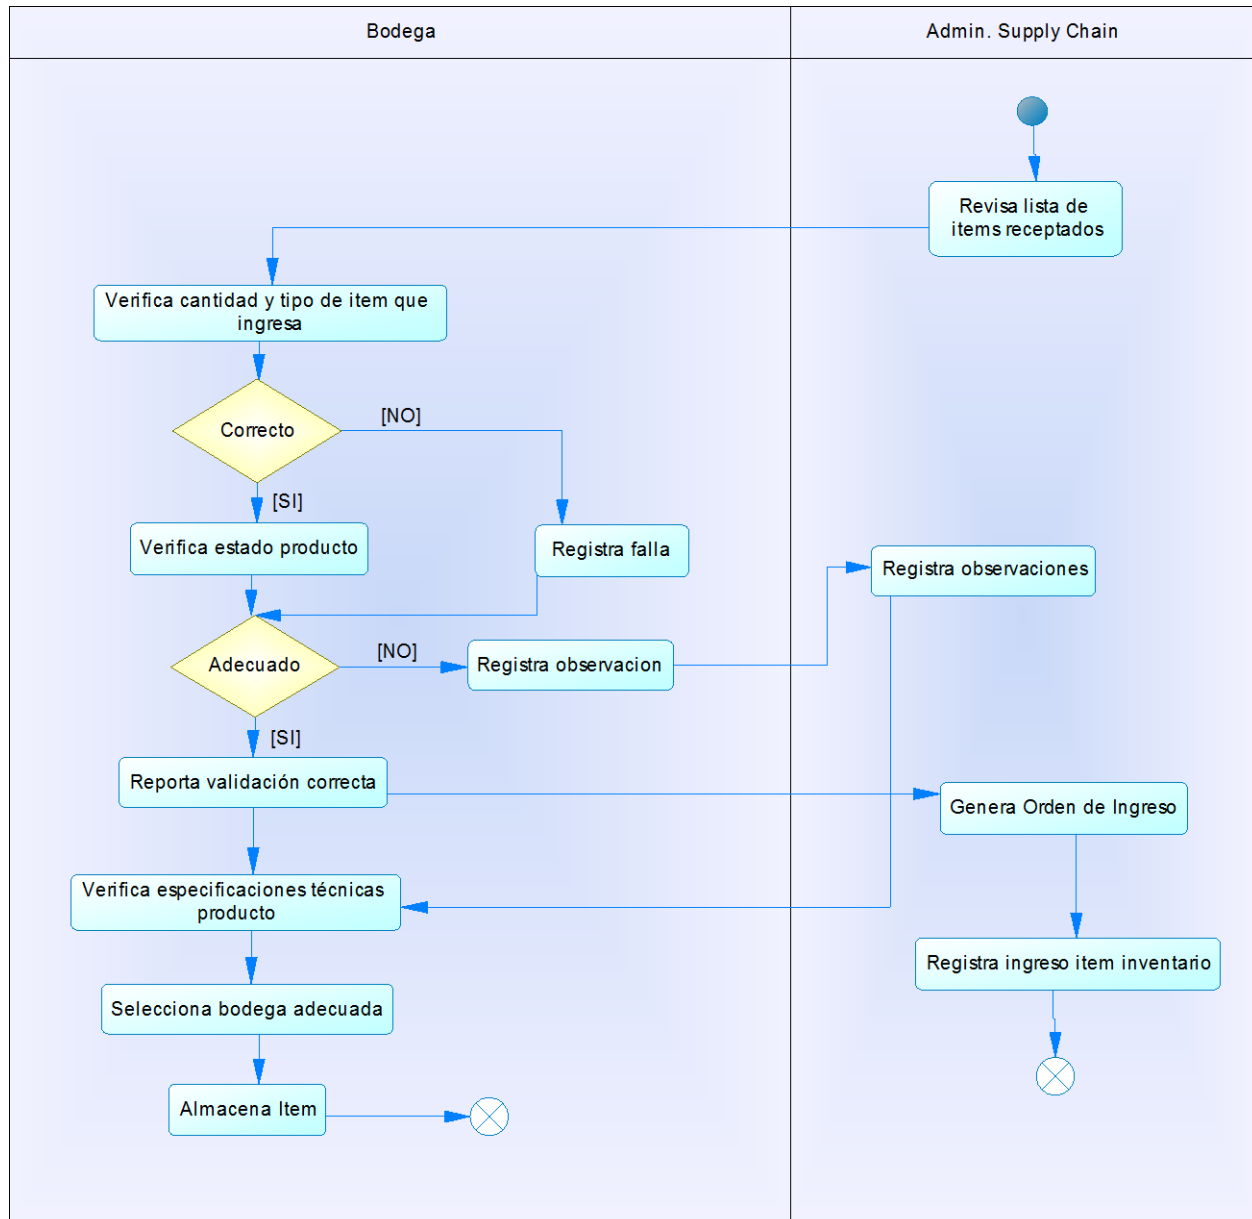 Bodega
Admin. Supply Chain
Revisa lista de
items receptados
Verifica cantidad y tipo de item que
ingresa
Correcto
[NO]
[SI]
Verifica estado producto
Registra falla
Registra observaciones
Adecuado
[NO]
Registra observacion
[SI]
Reporta validación correcta
Genera Orden de Ingreso
Verifica especificaciones técnicas
producto
Registra ingreso item inventario
Selecciona bodega adecuada
Almacena Item